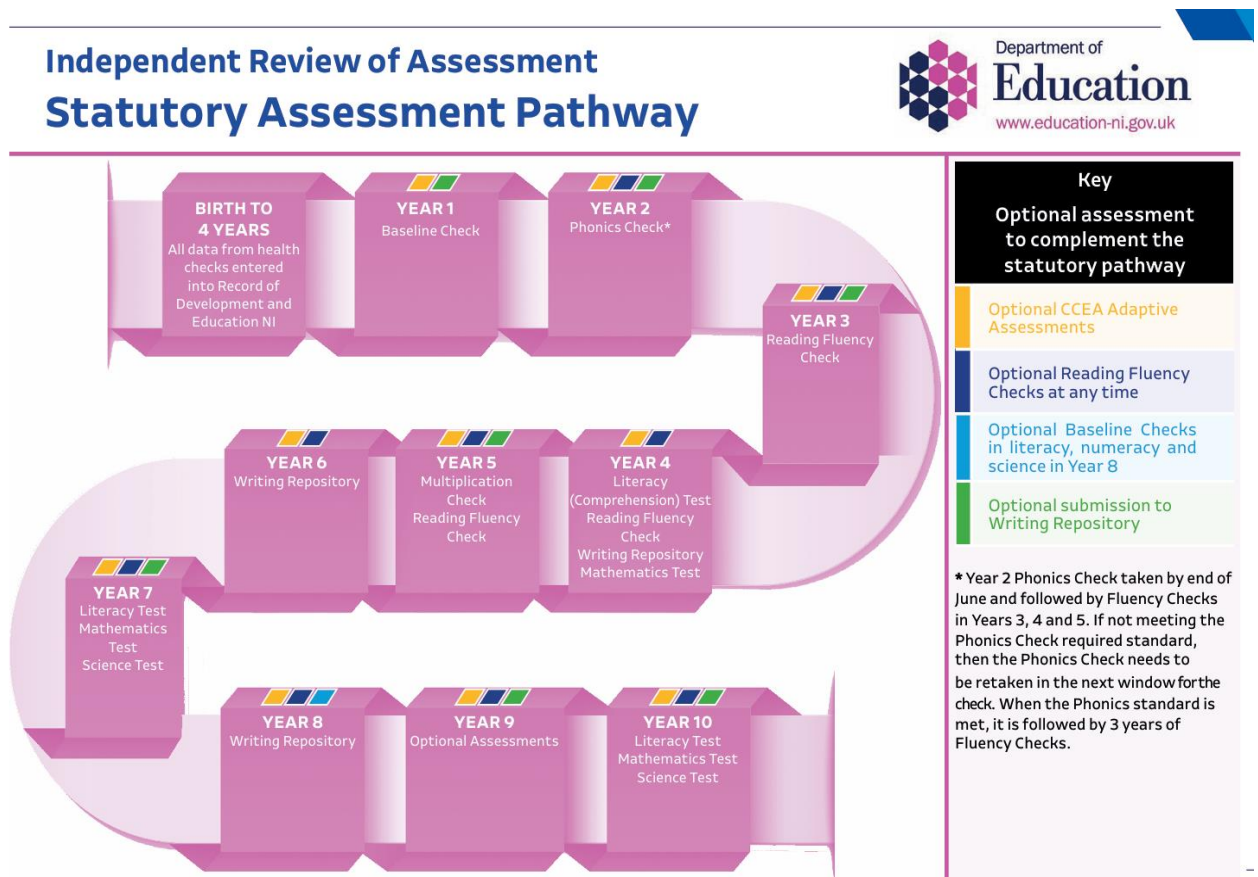 Independent Review of Assessment
Statutory Assessment Pathway
Department of
Education
www.education-ni.gov.uk
BIRTH TO
4 YEARS
All data from health
checks entered
into Record of
Development and
Education NI
YEAR 1
Baseline Check
YEAR 2
Phonics Check*
YEAR 3
Reading Fluency
Check
YEAR 4
Literacy
(Comprehension) Test
Reading Fluency
Check
Writing Repository
Mathematics Test
YEAR 5
Multiplication
Check
Reading Fluency
Check
YEAR 6
Writing Repository
YEAR 7
Literacy Test
Mathematics
Test
Science Test
YEAR 8
Writing Repository
YEAR 9
Optional Assessments
YEAR 10
Literacy Test
Mathematics Test
Science Test
Key
Optional assessment
to complement the
statutory pathway
Optional CCEA Adaptive
Assessments
Optional Reading Fluency
Checks at any time
Optional Baseline Checks
in literacy, numeracy and
science in Year 8
Optional submission to
Writing Repository
* Year 2 Phonics Check taken by end of
June and followed by Fluency Checks
in Years 3, 4 and 5. If not meeting the
Phonics Check required standard,
then the Phonics Check needs to
be retaken in the next window for the
check. When the Phonics standard is
met, it is followed by 3 years of
Fluency Checks.